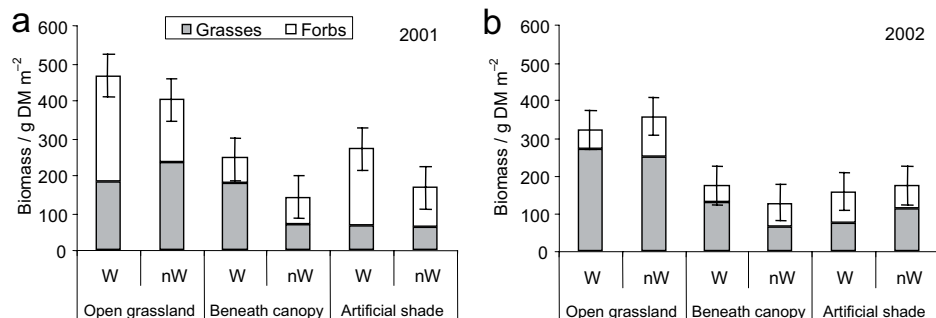 a
Grasses Forbs
2001
Biomass / g DM m⁻²
600
500
400
300
200
100
0
W nW W nW W nW
Open grassland Beneath canopy Artificial shade
b
2002
Biomass / g DM m⁻²
600
500
400
300
200
100
0
W nW W nW W nW
Open grassland Beneath canopy Artificial shade